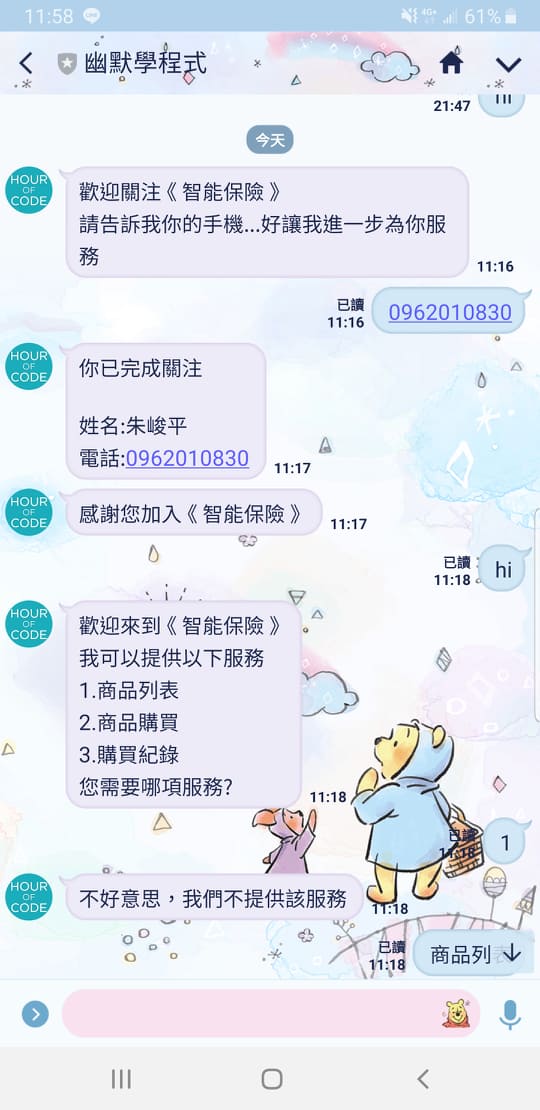 11:58 LINE 4G+ 61%
幽默學程式
hi
21:47
今天
HOUR OF CODE
歡迎關注《智能保險》
請告訴我你的手機...好讓我進一步為你服
務
11:16
已讀
11:16
0962010830
HOUR OF CODE
你已完成關注
姓名:朱峻平
電話:0962010830
11:17
HOUR OF CODE
感謝您加入《智能保險》
11:17
已讀
11:18
hi
HOUR OF CODE
歡迎來到《智能保險》
我可以提供以下服務
1.商品列表
2.商品購買
3.購買紀錄
您需要哪項服務?
11:18
已讀
11:18
1
HOUR OF CODE
不好意思，我們不提供該服務
11:18
已讀
11:18
商品列表